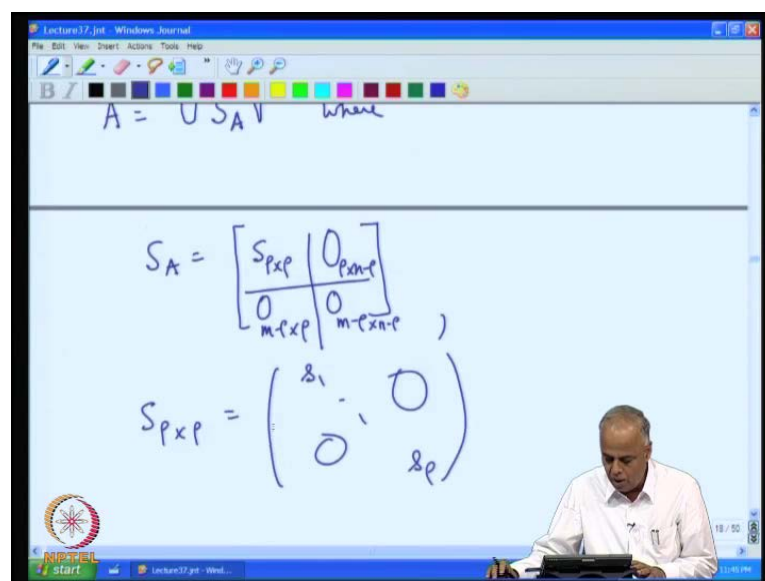 Lecture37.jnt - Windows Journal
File Edit View Insert Actions Tools Help
B I
A = U S_A V where
S_A = [ S_{ρ×ρ} | O_{ρ×n-ρ}
O_{m-ρ×ρ} | O_{m-ρ×n-ρ} ] ,
S_{ρ×ρ} = ( s_1 ⋱ O
O s_ρ )
18 / 50
NPTEL
start Lecture37.jnt - Wind... 11:45 PM